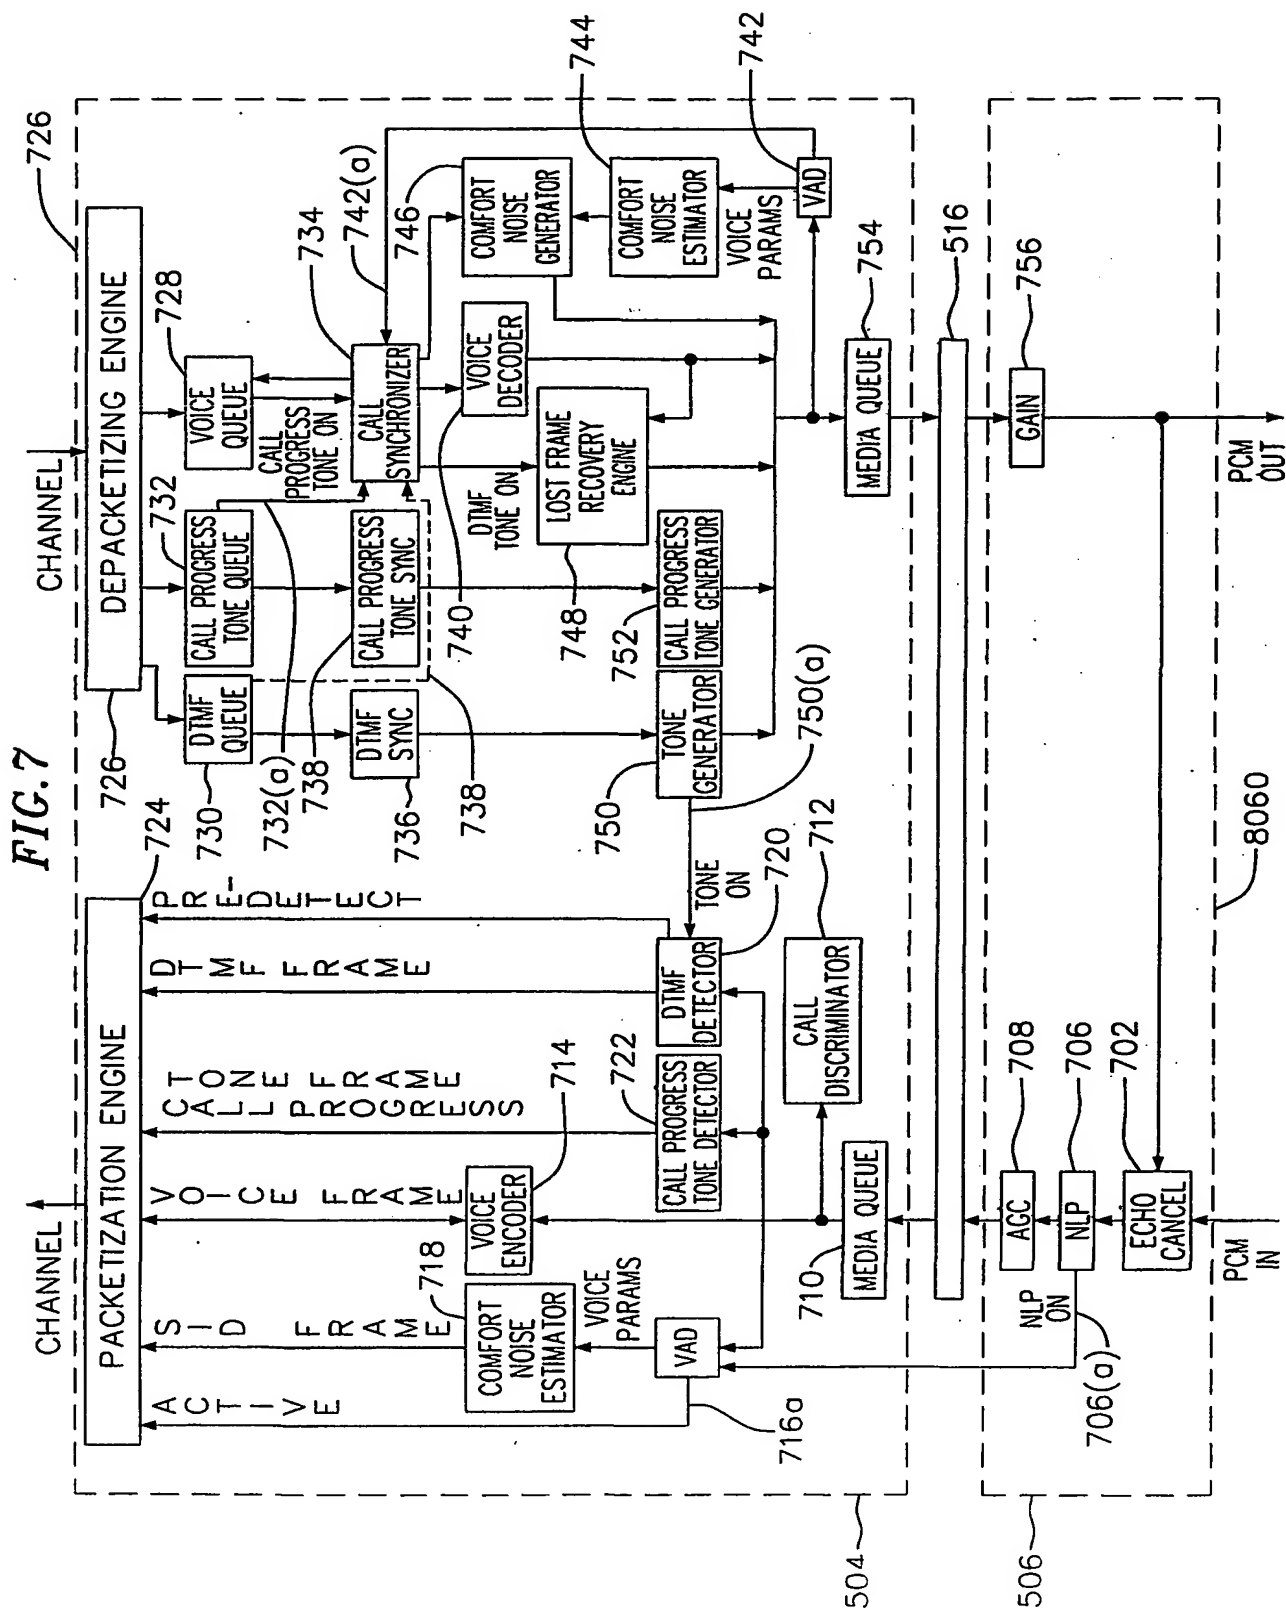 FIG.7
CHANNEL
CHANNEL
PACKETIZATION ENGINE
724
DEPACKETIZING ENGINE
726
726
ACTIVE
SID FRAME
VOICE FRAME
CALL PROGRESS
TONE FRAME
DTMF FRAME
PRE-DETECT
DTMF
QUEUE
730
CALL PROGRESS
TONE QUEUE
732
732(a)
VOICE
QUEUE
728
CALL
PROGRESS
TONE ON
DTMF
SYNC
736
CALL PROGRESS
TONE SYNC
738
738
CALL
SYNCHRONIZER
734
742(a)
COMFORT
NOISE
ESTIMATOR
718
VOICE
ENCODER
714
DTMF
TONE ON
VOICE
DECODER
740
COMFORT
NOISE
GENERATOR
746
LOST FRAME
RECOVERY
ENGINE
748
COMFORT
NOISE
ESTIMATOR
744
VOICE
PARAMS
VAD
716a
CALL PROGRESS
TONE DETECTOR
722
DTMF
DETECTOR
720
TONE
ON
TONE
GENERATOR
750
750(a)
CALL PROGRESS
TONE GENERATOR
752
VOICE
PARAMS
VAD
742
CALL
DISCRIMINATOR
712
MEDIA QUEUE
710
MEDIA QUEUE
754
504
516
AGC
708
NLP
706
NLP
ON
706(a)
ECHO
CANCEL
702
GAIN
756
506
8060
PCM
IN
PCM
OUT